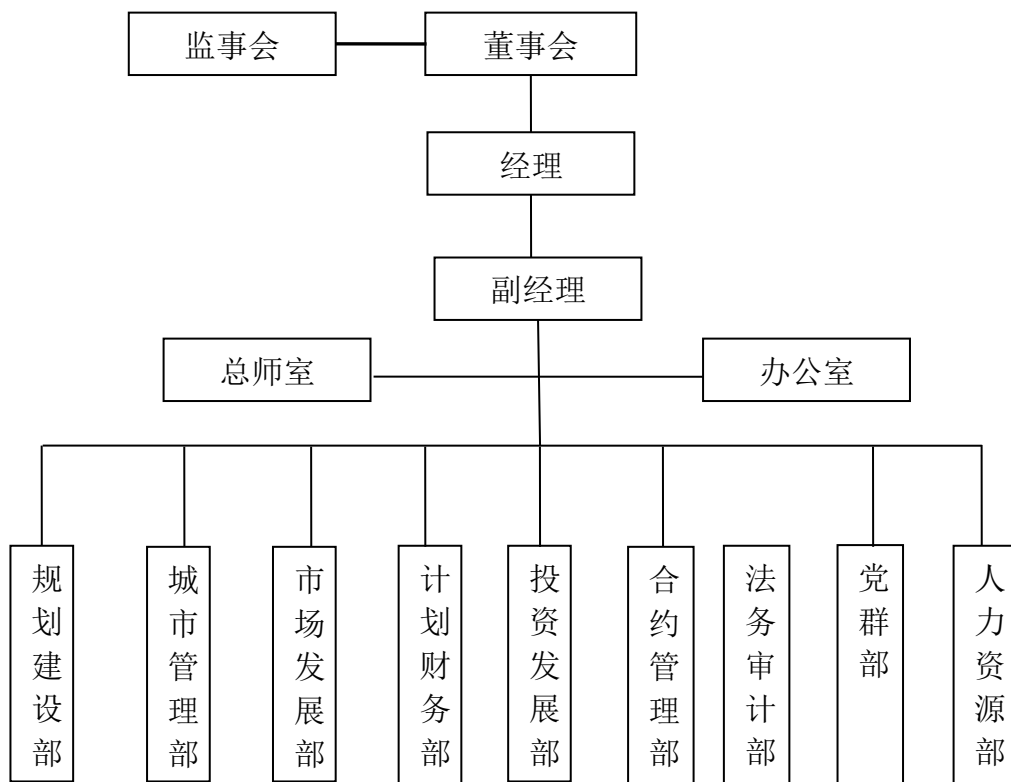 监事会
董事会
经理
副经理
总师室
办公室
规划建设部
城市管理部
市场发展部
计划财务部
投资发展部
合约管理部
法务审计部
党群部
人力资源部